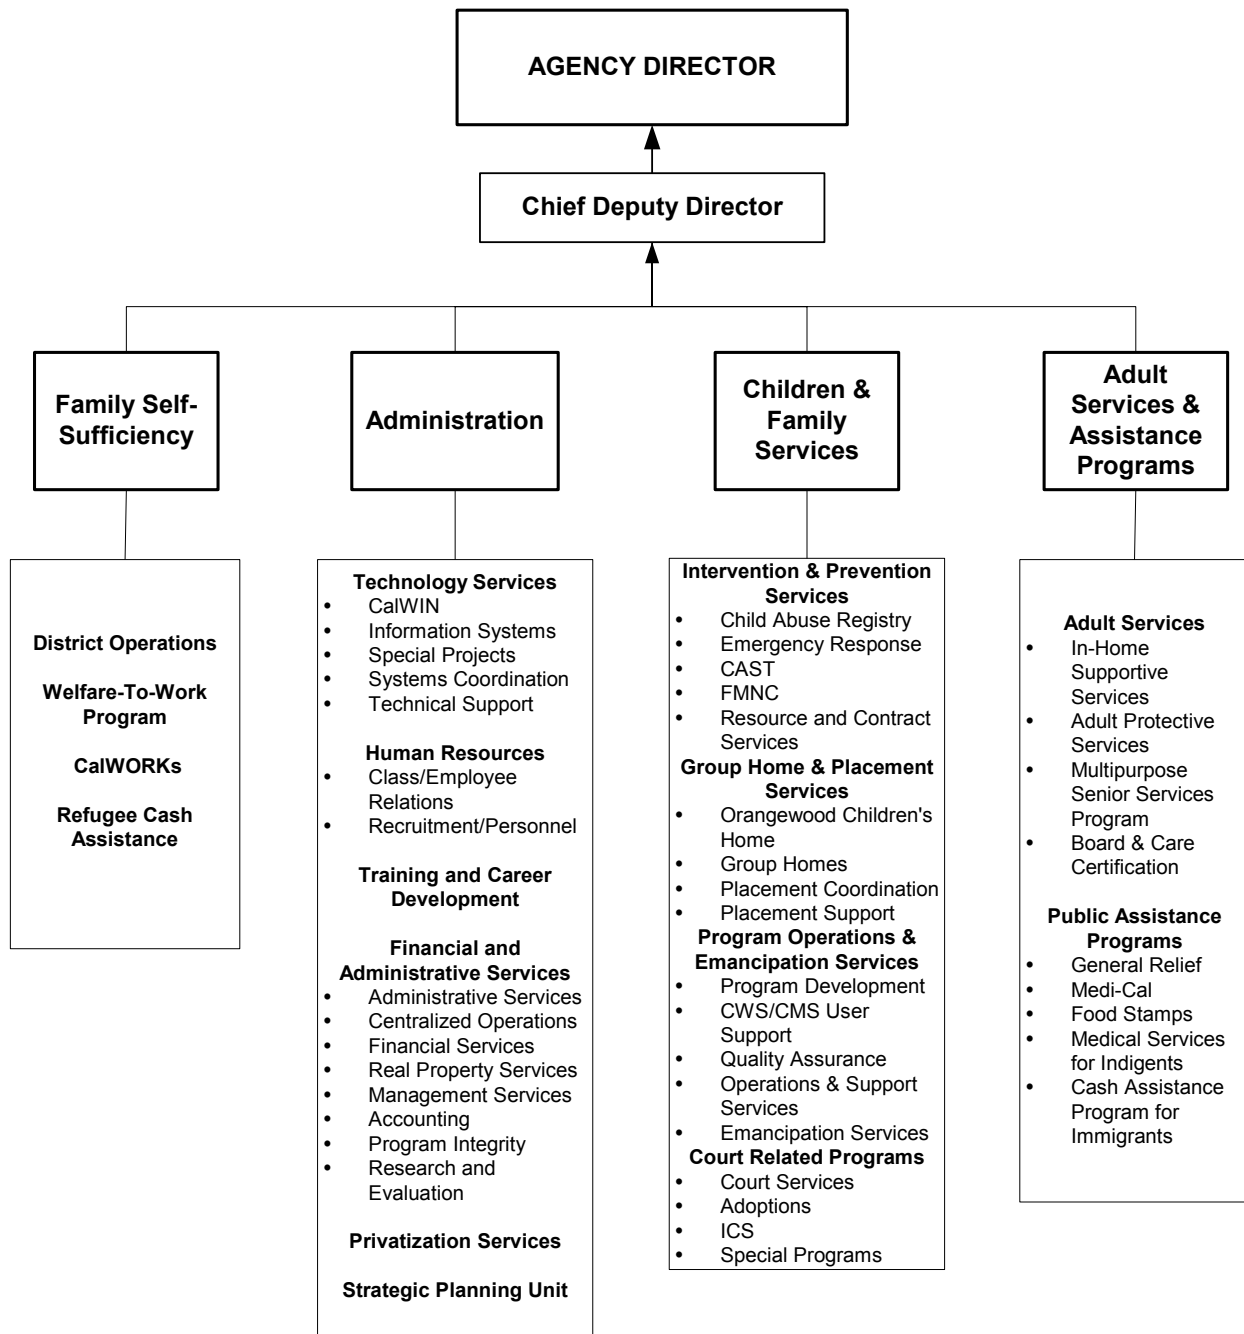 AGENCY DIRECTOR
Chief Deputy Director
Family Self-
Sufficiency
Administration
Children &
Family
Services
Adult
Services &
Assistance
Programs
District Operations
Welfare-To-Work
Program
CalWORKs
Refugee Cash
Assistance
Technology Services
• CalWIN
• Information Systems
• Special Projects
• Systems Coordination
• Technical Support
Human Resources
• Class/Employee
Relations
• Recruitment/Personnel
Training and Career
Development
Financial and
Administrative Services
• Administrative Services
• Centralized Operations
• Financial Services
• Real Property Services
• Management Services
• Accounting
• Program Integrity
• Research and
Evaluation
Privatization Services
Strategic Planning Unit
Intervention & Prevention
Services
• Child Abuse Registry
• Emergency Response
• CAST
• FMNC
• Resource and Contract
Services
Group Home & Placement
Services
• Orangewood Children's
Home
• Group Homes
• Placement Coordination
• Placement Support
Program Operations &
Emancipation Services
• Program Development
• CWS/CMS User
Support
• Quality Assurance
• Operations & Support
Services
• Emancipation Services
Court Related Programs
• Court Services
• Adoptions
• ICS
• Special Programs
Adult Services
• In-Home
Supportive
Services
• Adult Protective
Services
• Multipurpose
Senior Services
Program
• Board & Care
Certification
Public Assistance
Programs
• General Relief
• Medi-Cal
• Food Stamps
• Medical Services
for Indigents
• Cash Assistance
Program for
Immigrants